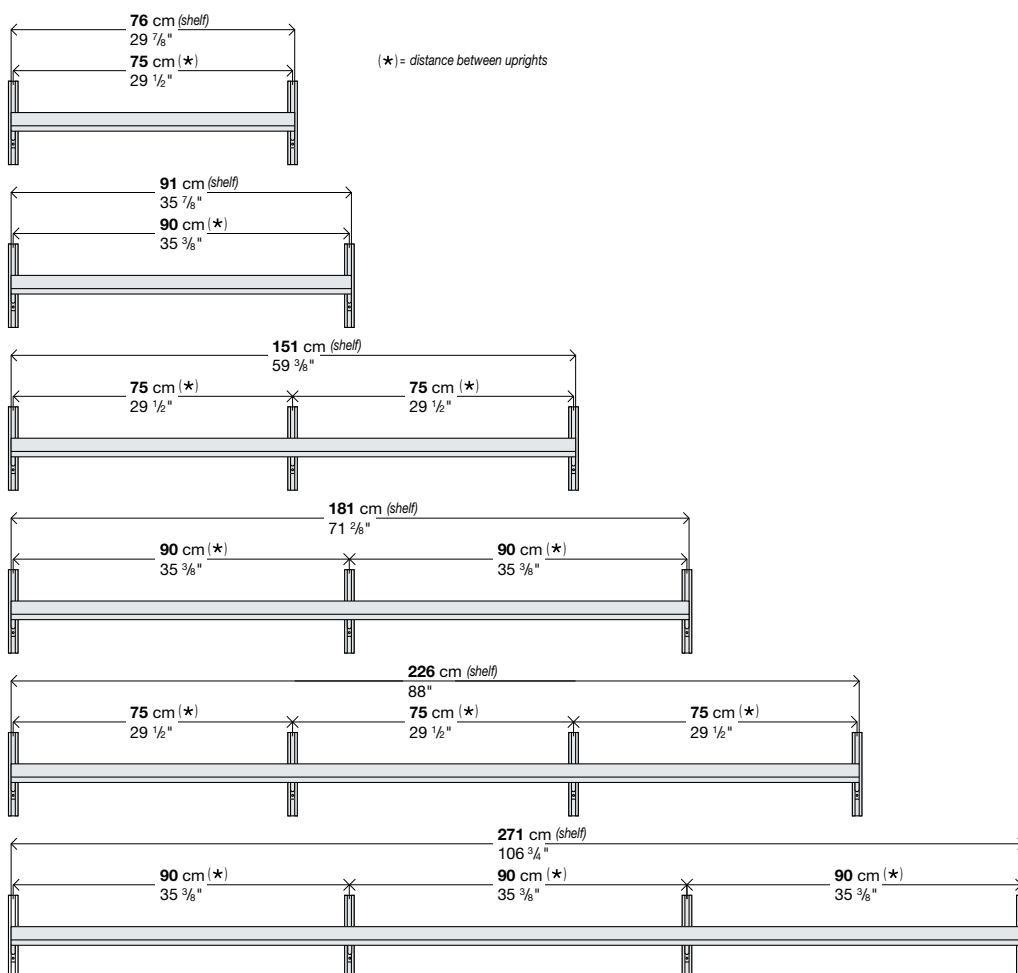 76 cm (shelf)
29 ⅞"
75 cm (★)
29 ½"
(★)= distance between uprights
91 cm (shelf)
35 ⅞"
90 cm (★)
35 ⅜"
151 cm (shelf)
59 ⅜"
75 cm (★) 75 cm (★)
29 ½" 29 ½"
181 cm (shelf)
71 2/8"
90 cm (★) 90 cm (★)
35 ⅜" 35 ⅜"
226 cm (shelf)
88"
75 cm (★) 75 cm (★) 75 cm (★)
29 ½" 29 ½" 29 ½"
271 cm (shelf)
106 ¾"
90 cm (★) 90 cm (★) 90 cm (★)
35 ⅜" 35 ⅜" 35 ⅜"